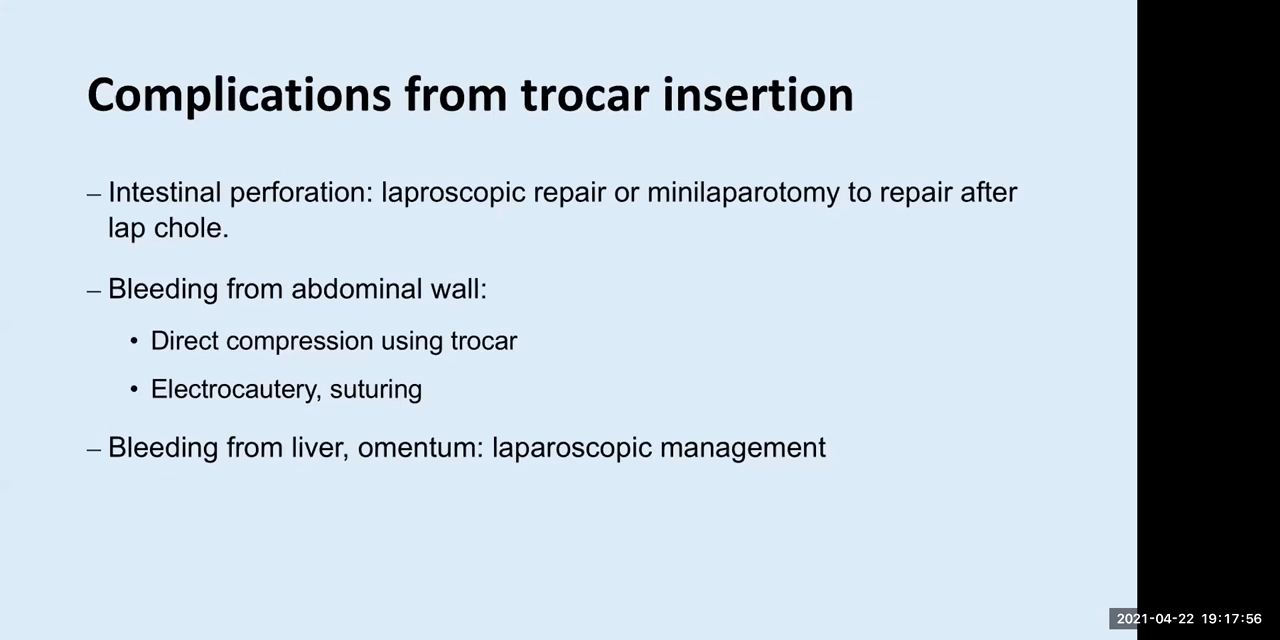 Complications from trocar insertion
– Intestinal perforation: laproscopic repair or minilaparotomy to repair after
lap chole.
– Bleeding from abdominal wall:
• Direct compression using trocar
• Electrocautery, suturing
– Bleeding from liver, omentum: laparoscopic management
2021-04-22 19:17:56